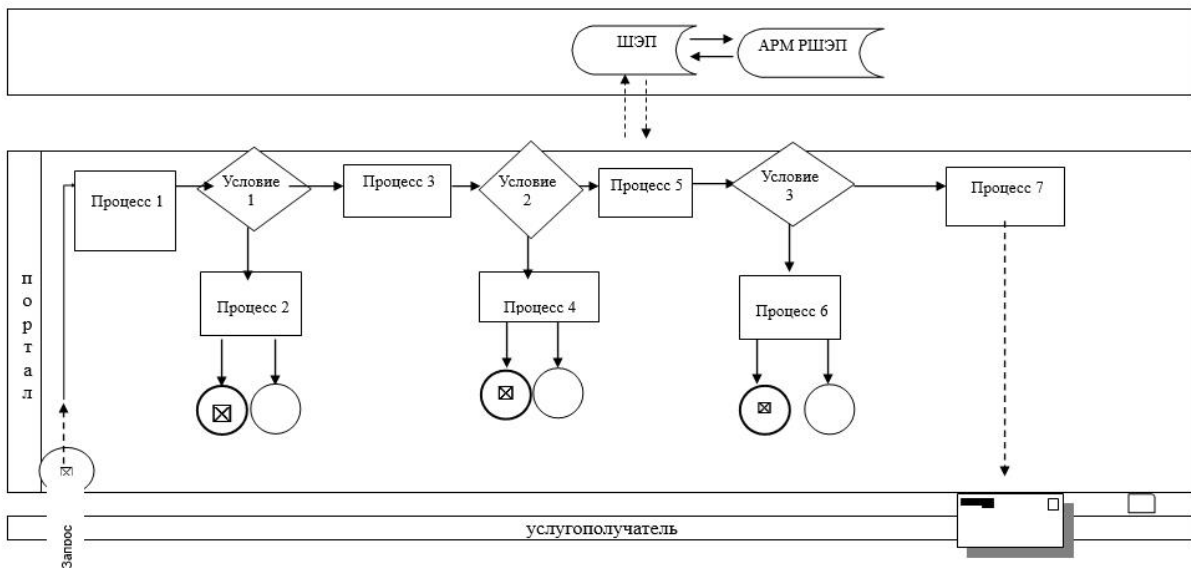 ШЭП
АРМ РШЭП
Процесс 1
Условие
1
Процесс 3
Условие
2
Процесс 5
Условие
3
Процесс 7
портал
Процесс 2
Процесс 4
Процесс 6
Запрос
услугополучатель